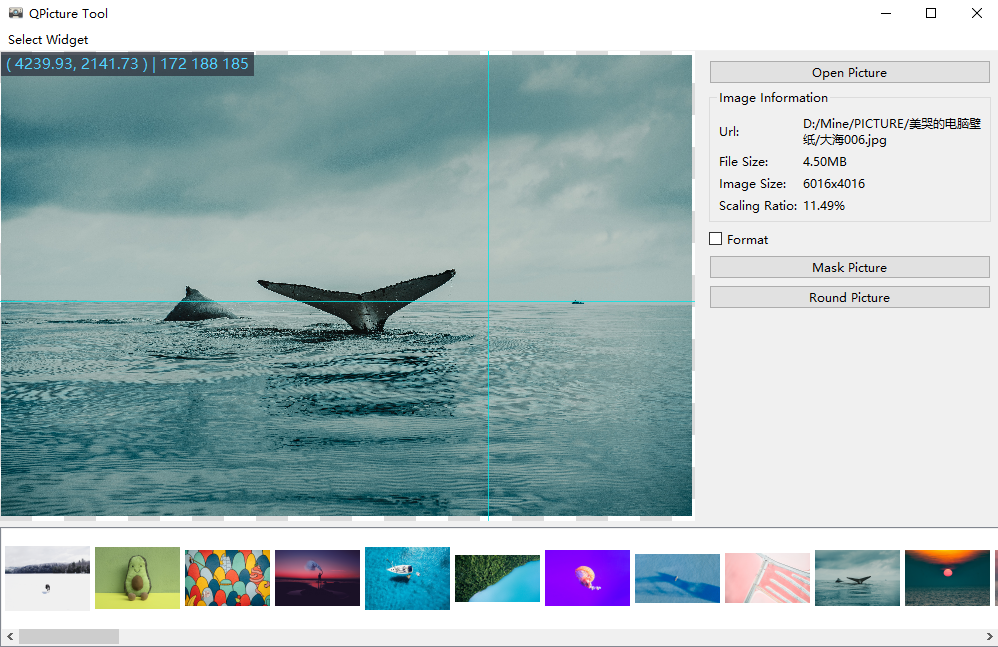 QPicture Tool
Select Widget
( 4239.93, 2141.73 ) | 172 188 185
Open Picture
Image Information
Url: D:/Mine/PICTURE/美哭的电脑壁
纸/大海006.jpg
File Size: 4.50MB
Image Size: 6016x4016
Scaling Ratio: 11.49%
Format
Mask Picture
Round Picture